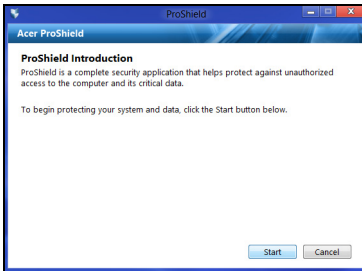 ProShield
Acer ProShield
ProShield Introduction
ProShield is a complete security application that helps protect against unauthorized
access to the computer and its critical data.
To begin protecting your system and data, click the Start button below.
Start Cancel